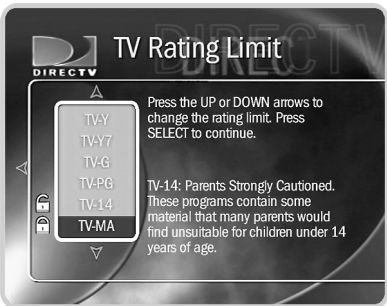 TV Rating Limit
DIRECTV
DIRECTV
Press the UP or DOWN arrows to
change the rating limit. Press
SELECT to continue.
TV-Y
TV-Y7
TV-G
TV-PG
TV-14
TV-MA
TV-14: Parents Strongly Cautioned.
These programs contain some
material that many parents would
find unsuitable for children under 14
years of age.